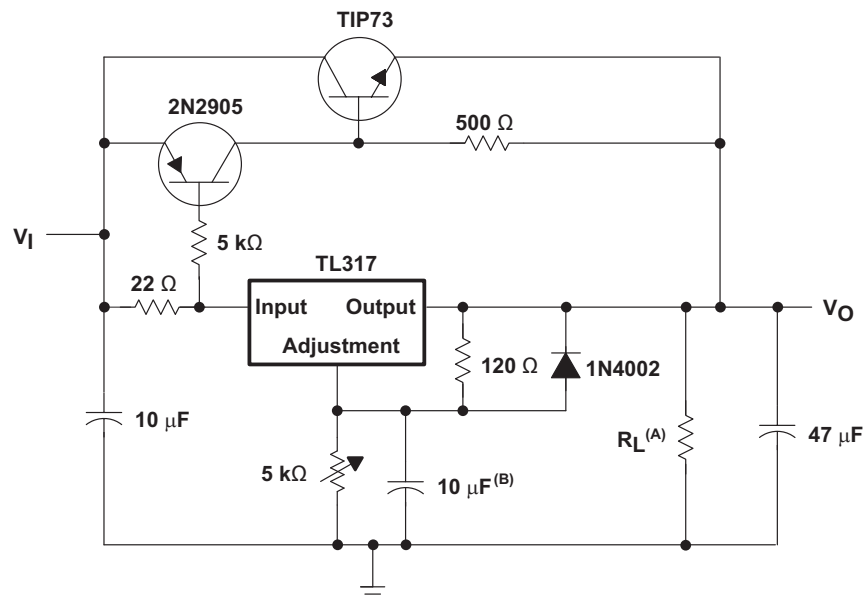 TIP73
2N2905
500 Ω
VI
5 kΩ
TL317
22 Ω
Input Output
Adjustment
VO
120 Ω
1N4002
10 µF
RL(A)
47 µF
5 kΩ
10 µF(B)